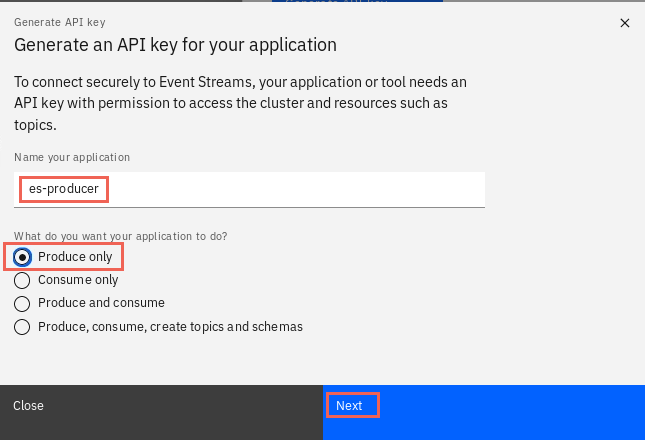 Generate API key
Generate an API key for your application
To connect securely to Event Streams, your application or tool needs an
API key with permission to access the cluster and resources such as
topics.
Name your application
es-producer
What do you want your application to do?
Produce only
Consume only
Produce and consume
Produce, consume, create topics and schemas
Close
Next